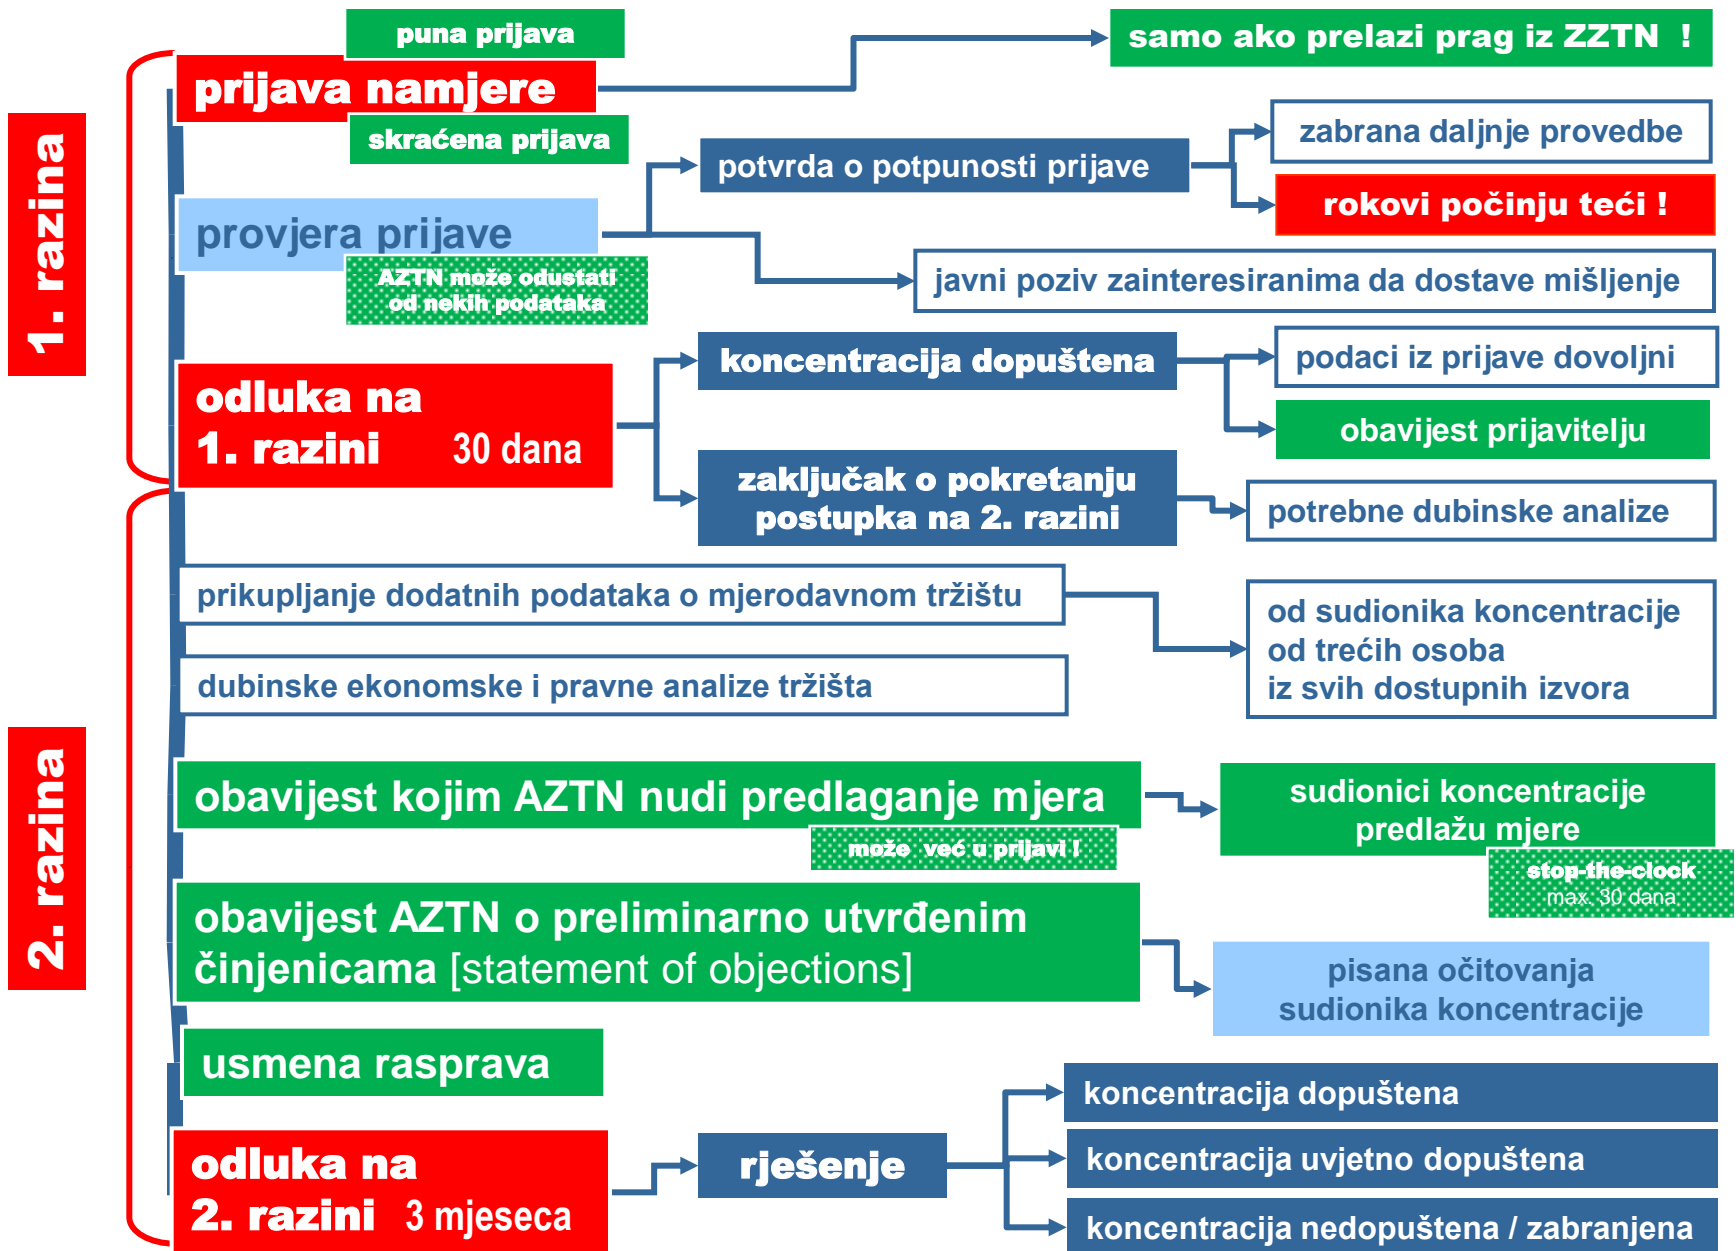 1. razina
puna prijava
prijava namjere
skraćena prijava
samo ako prelazi prag iz ZZTN !
provjera prijave
AZTN može odustati
od nekih podataka
potvrda o potpunosti prijave
zabrana daljnje provedbe
rokovi počinju teći !
javni poziv zainteresiranima da dostave mišljenje
odluka na
1. razini 30 dana
koncentracija dopuštena
podaci iz prijave dovoljni
obavijest prijavitelju
zaključak o pokretanju
postupka na 2. razini
potrebne dubinske analize
2. razina
prikupljanje dodatnih podataka o mjerodavnom tržištu
od sudionika koncentracije
od trećih osoba
iz svih dostupnih izvora
dubinske ekonomske i pravne analize tržišta
obavijest kojim AZTN nudi predlaganje mjera
može već u prijavi !
sudionici koncentracije
predlažu mjere
stop-the-clock
max. 30 dana
obavijest AZTN o preliminarno utvrđenim
činjenicama [statement of objections]
pisana očitovanja
sudionika koncentracije
usmena rasprava
odluka na
2. razini 3 mjeseca
rješenje
koncentracija dopuštena
koncentracija uvjetno dopuštena
koncentracija nedopuštena / zabranjena